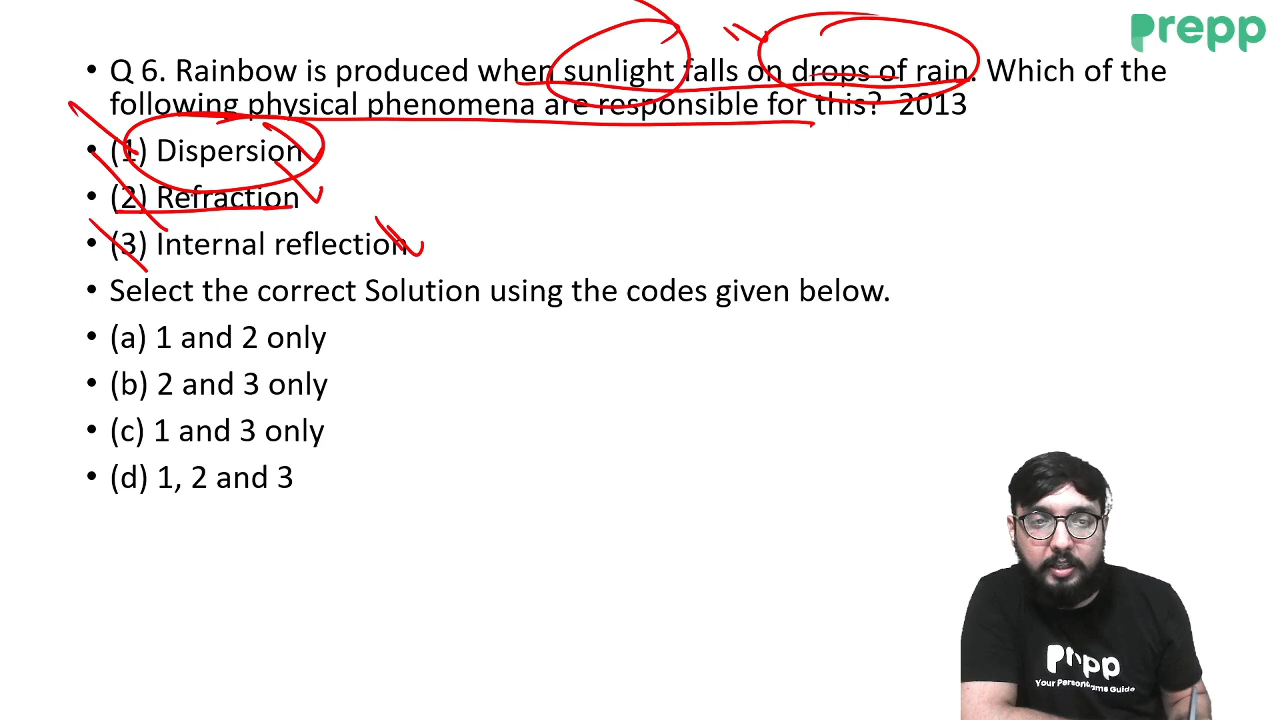 prepp
• Q 6. Rainbow is produced when sunlight falls on drops of rain. Which of the
following physical phenomena are responsible for this? 2013
• (1) Dispersion
• (2) Refraction
• (3) Internal reflection
• Select the correct Solution using the codes given below.
• (a) 1 and 2 only
• (b) 2 and 3 only
• (c) 1 and 3 only
• (d) 1, 2 and 3
prepp
Your Personal Exams Guide